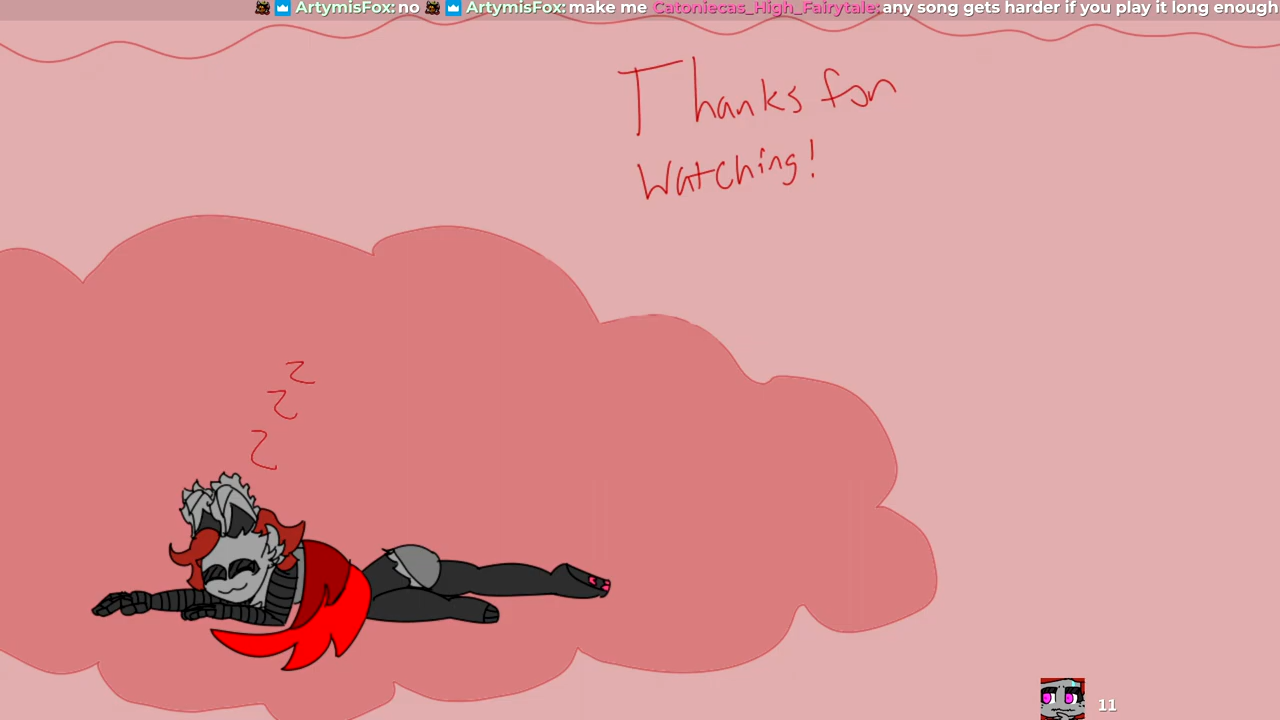 ArtymisFox: no ArtymisFox: make me Catoniecas_High_Fairytale: any song gets harder if you play it long enough
Thanks for
Watching!
z
z
z
11